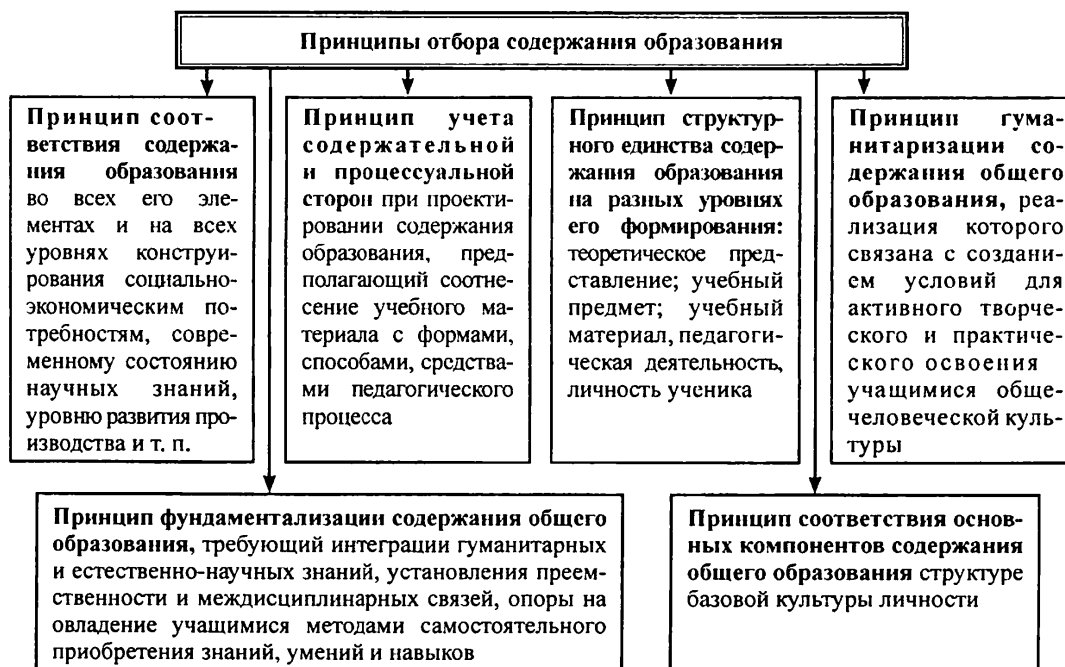 Принципы отбора содержания образования
Принцип соот-
ветствия содержа-
ния образования
во всех его эле-
ментах и на всех
уровнях конструи-
рования социально-
экономическим по-
требностям, совре-
менному состоянию
научных знаний,
уровню развития про-
изводства и т. п.
Принцип учета
содержательной
и процессуальной
сторон при проекти-
ровании содержания
образования, пред-
полагающий соотне-
сение учебного ма-
териала с формами,
способами, средства-
ми педагогического
процесса
Принцип структур-
ного единства содер-
жания образования
на разных уровнях
его формирования:
теоретическое пред-
ставление; учебный
предмет; учебный
материал, педагоги-
ческая деятельность,
личность ученика
Принцип гума-
нитаризации со-
держания общего
образования, реа-
лизация которого
связана с создани-
ем условий для
активного творче-
ского и практиче-
ского освоения
учащимися обще-
человеческой куль-
туры
Принцип фундаментализации содержания общего
образования, требующий интеграции гуманитарных
и естественно-научных знаний, установления преем-
ственности и междисциплинарных связей, опоры на
овладение учащимися методами самостоятельного
приобретения знаний, умений и навыков
Принцип соответствия основ-
ных компонентов содержания
общего образования структуре
базовой культуры личности